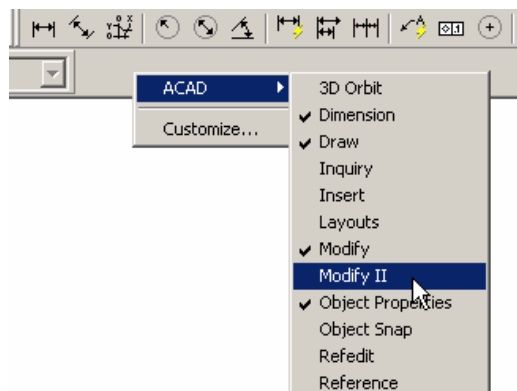 ACAD
Customize...
3D Orbit
Dimension
Draw
Inquiry
Insert
Layouts
Modify
Modify II
Object Properties
Object Snap
Refedit
Reference